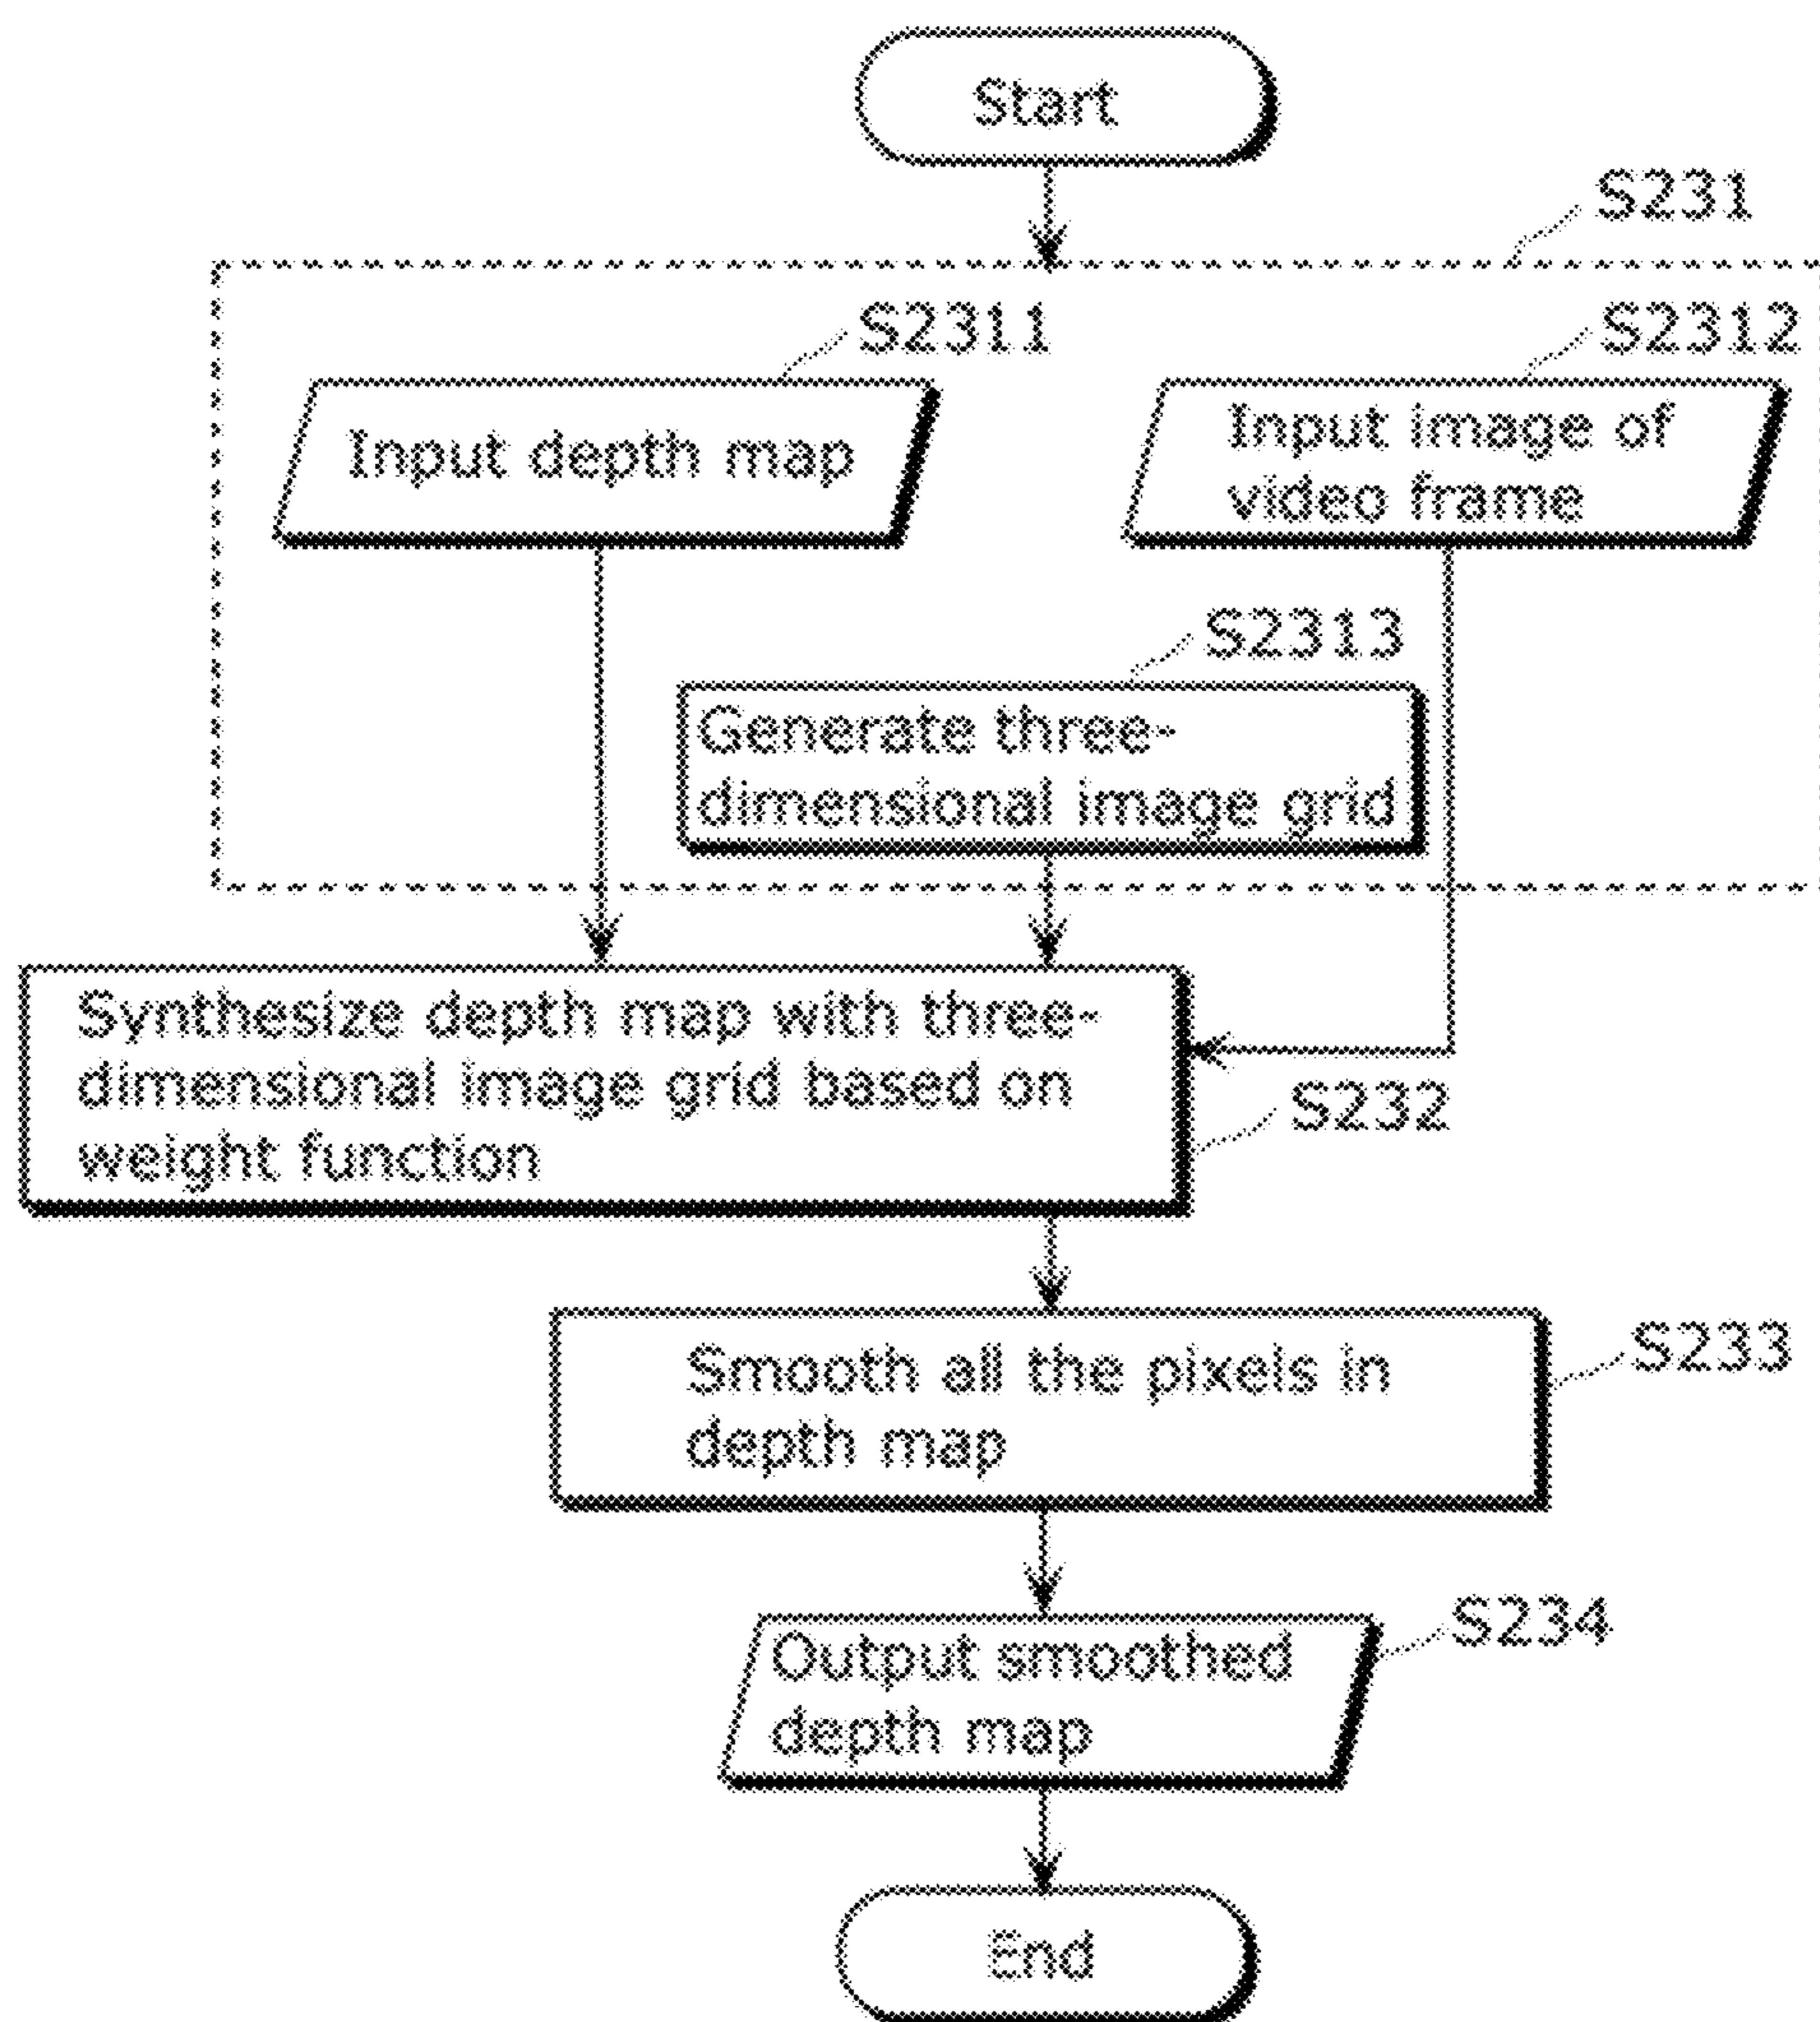 Start
S231
S2311
S2312
Input depth map
Input image of
video frame
S2313
Generate three-
dimensional image grid
Synthesize depth map with three-
dimensional image grid based on
weight function
S232
Smooth all the pixels in
depth map
S233
Output smoothed
depth map
S234
End